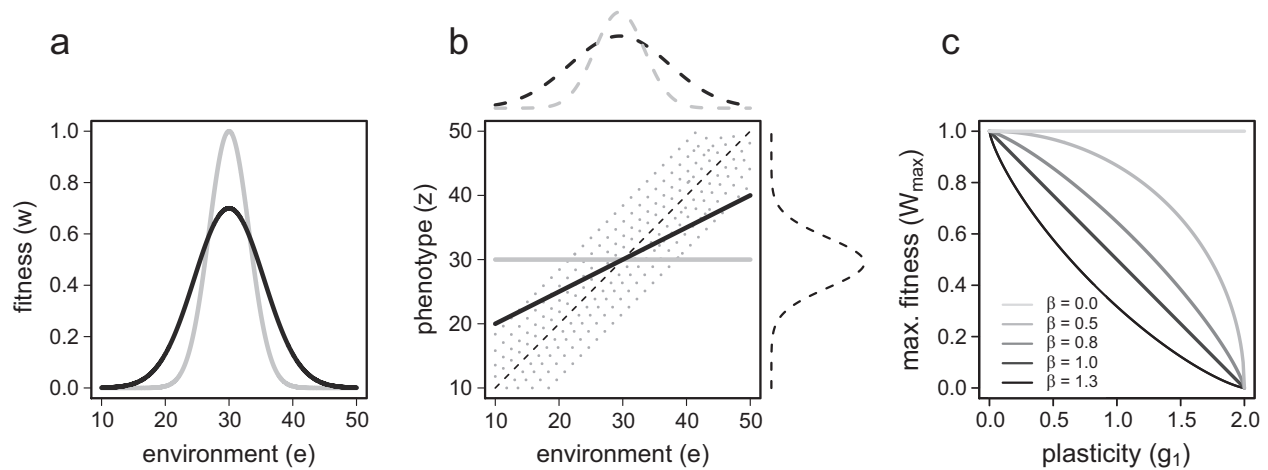 a
fitness (w)
1.0
0.8
0.6
0.4
0.2
0.0
10 20 30 40 50
environment (e)
b
phenotype (z)
50
40
30
20
10
10 20 30 40 50
environment (e)
c
max. fitness (Wmax)
1.0
0.8
0.6
0.4
0.2
0.0
β = 0.0
β = 0.5
β = 0.8
β = 1.0
β = 1.3
0.0 0.5 1.0 1.5 2.0
plasticity (g1)